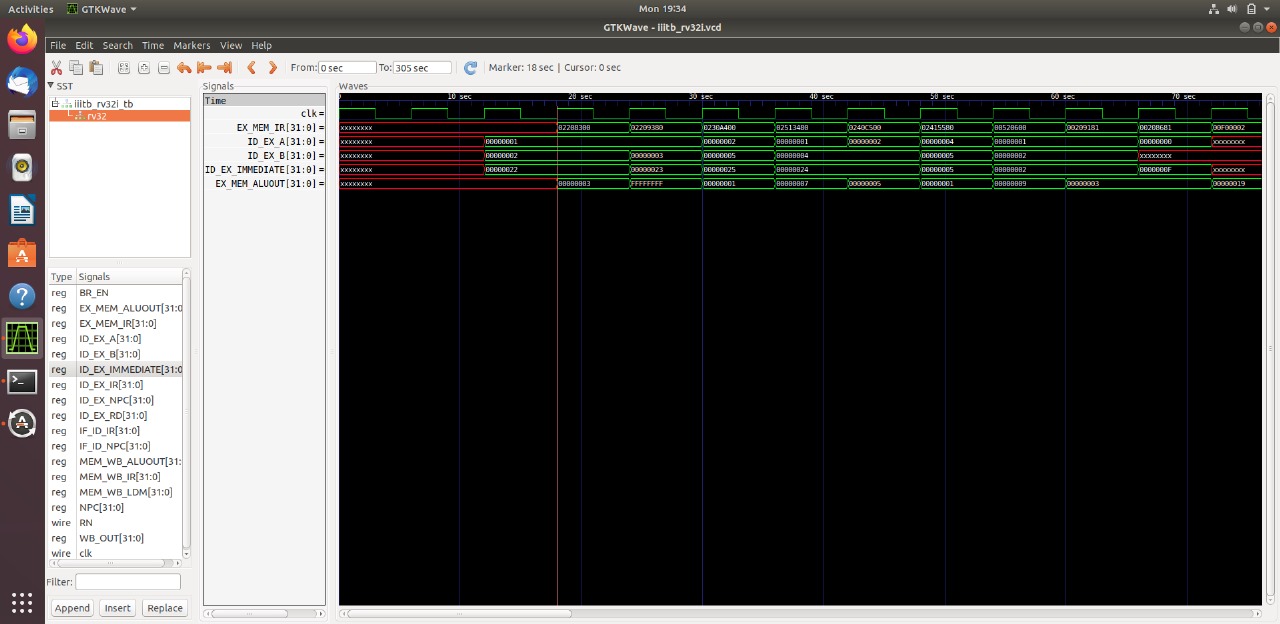 Activities GTKWave Mon 19:34
GTKWave - iiitb_rv32i.vcd
File Edit Search Time Markers View Help
From: 0 sec To: 305 sec Marker: 18 sec | Cursor: 0 sec
SST
iiitb_rv32i_tb
rv32
Type Signals
reg BR_EN
reg EX_MEM_ALUOUT[31:0
reg EX_MEM_IR[31:0]
reg ID_EX_A[31:0]
reg ID_EX_B[31:0]
reg ID_EX_IMMEDIATE[31:0
reg ID_EX_IR[31:0]
reg ID_EX_NPC[31:0]
reg ID_EX_RD[31:0]
reg IF_ID_IR[31:0]
reg IF_ID_NPC[31:0]
reg MEM_WB_ALUOUT[31:
reg MEM_WB_IR[31:0]
reg MEM_WB_LDM[31:0]
reg NPC[31:0]
wire RN
reg WB_OUT[31:0]
wire clk
Filter:
Append Insert Replace
Signals
Time
clk =
EX_MEM_IR[31:0] =
ID_EX_A[31:0] =
ID_EX_B[31:0] =
ID_EX_IMMEDIATE[31:0] =
EX_MEM_ALUOUT[31:0] =
Waves
0 10 sec 20 sec 30 sec 40 sec 50 sec 60 sec 70 sec
xxxxxxxx 02208300 02209380 0230A400 02513400 0240C500 02415580 00520600 00209181 00208681 00F00002
xxxxxxxx 00000001 00000002 00000001 00000002 00000004 00000001 00000000 xxxxxxxx
xxxxxxxx 00000002 00000003 00000005 00000004 00000005 00000002 xxxxxxxx
xxxxxxxx 00000022 00000023 00000025 00000024 00000005 00000002 0000000F xxxxxxxx
xxxxxxxx 00000003 FFFFFFFF 00000001 00000007 00000005 00000001 00000009 00000003 00000019